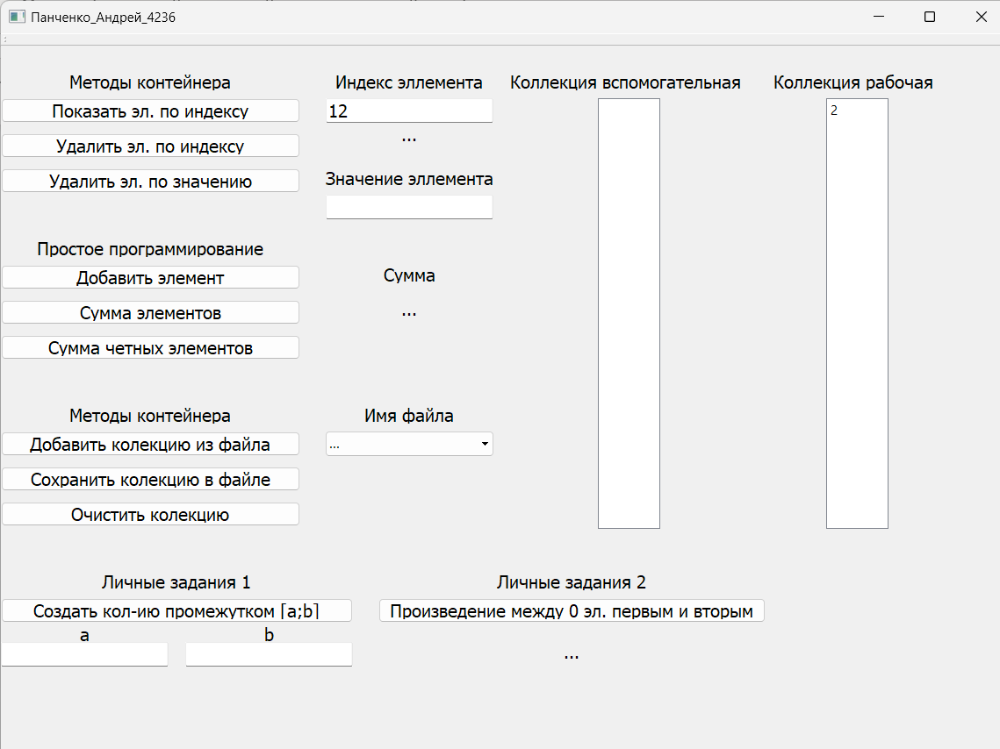 Панченко_Андрей_4236
Методы контейнера
Индекс эллемента
Коллекция вспомогательная
Коллекция рабочая
Показать эл. по индексу
12
2
...
Удалить эл. по индексу
Удалить эл. по значению
Значение эллемента
Простое программирование
Добавить элемент
Сумма
Сумма элементов
...
Сумма четных элементов
Методы контейнера
Имя файла
Добавить колекцию из файла
...
Сохранить колекцию в файле
Очистить колекцию
Личные задания 1
Личные задания 2
Создать кол-ию промежутком [a;b]
Произведение между 0 эл. первым и вторым
a
b
...